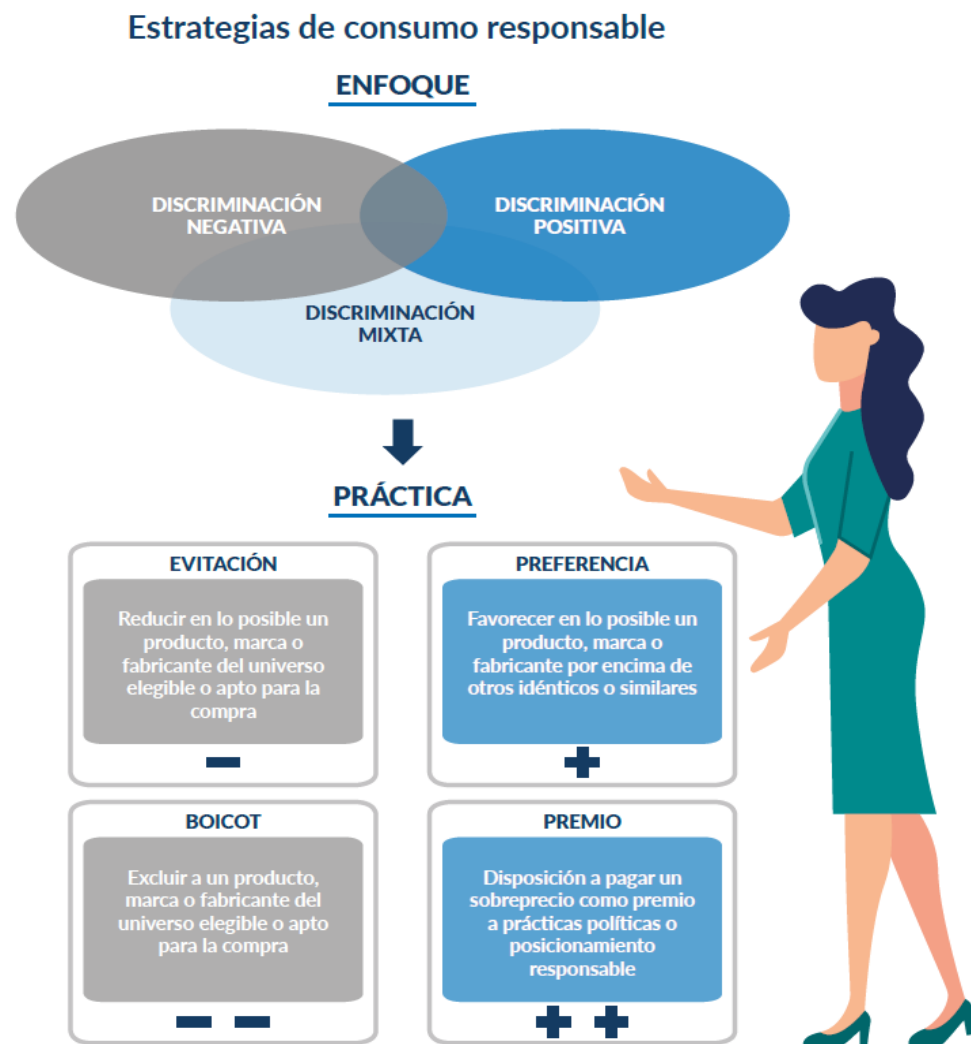 Estrategias de consumo responsable
ENFOQUE
DISCRIMINACIÓN
NEGATIVA
DISCRIMINACIÓN
POSITIVA
DISCRIMINACIÓN
MIXTA
PRÁCTICA
EVITACIÓN
Reducir en lo posible un
producto, marca o
fabricante del universo
elegible o apto para la
compra
PREFERENCIA
Favorecer en lo posible un
producto, marca o
fabricante por encima de
otros idénticos o similares
BOICOT
Excluir a un producto,
marca o fabricante del
universo elegible o apto
para la compra
PREMIO
Disposición a pagar un
sobreprecio como premio
a prácticas políticas o
posicionamiento
responsable